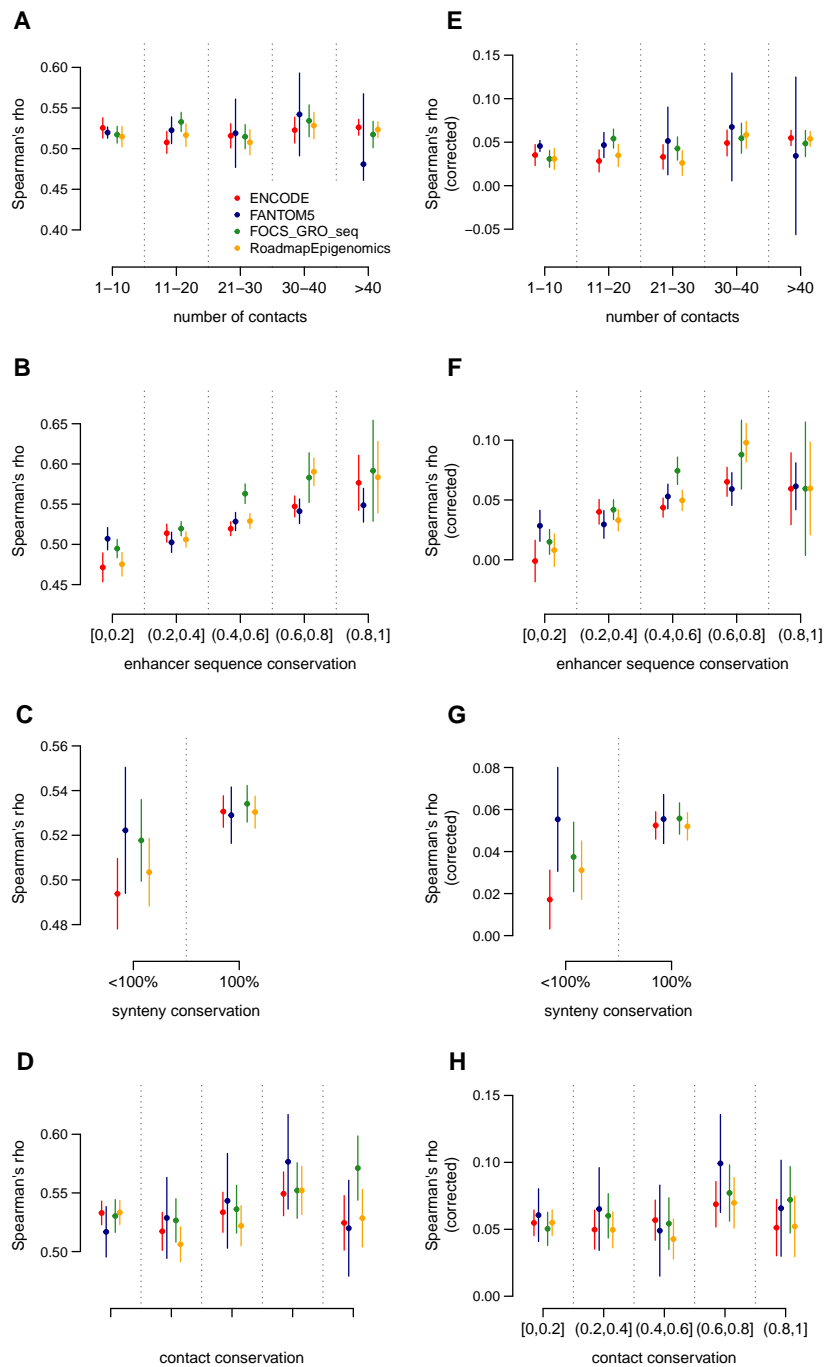 A
Spearman's rho
0.60
0.55
0.50
0.45
0.40
ENCODE
FANTOM5
FOCS_GRO_seq
RoadmapEpigenomics
1−10 11−20 21−30 30−40 >40
number of contacts
E
Spearman's rho
(corrected)
0.15
0.10
0.05
0.00
−0.05
1−10 11−20 21−30 30−40 >40
number of contacts
B
Spearman's rho
0.65
0.60
0.55
0.50
0.45
[0,0.2] (0.2,0.4] (0.4,0.6] (0.6,0.8] (0.8,1]
enhancer sequence conservation
F
Spearman's rho
(corrected)
0.10
0.05
0.00
[0,0.2] (0.2,0.4] (0.4,0.6] (0.6,0.8] (0.8,1]
enhancer sequence conservation
C
Spearman's rho
0.56
0.54
0.52
0.50
0.48
<100% 100%
synteny conservation
G
Spearman's rho
(corrected)
0.08
0.06
0.04
0.02
0.00
<100% 100%
synteny conservation
D
Spearman's rho
0.60
0.55
0.50
contact conservation
H
Spearman's rho
(corrected)
0.15
0.10
0.05
0.00
[0,0.2] (0.2,0.4] (0.4,0.6] (0.6,0.8] (0.8,1]
contact conservation